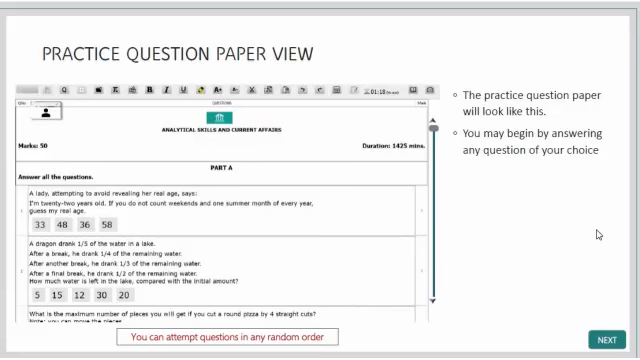 PRACTICE QUESTION PAPER VIEW
B I U A+ A- 01:18
QUESTIONS
Mark
ANALYTICAL SKILLS AND CURRENT AFFAIRS
Marks: 50 Duration: 1425 mins.
PART A
Answer all the questions.
A lady, attempting to avoid revealing her real age, says:
I'm twenty-two years old. If you do not count weekends and one summer month of every year,
guess my real age.
33 48 36 58
A dragon drank 1/5 of the water in a lake.
After a break, he drank 1/4 of the remaining water.
After another break, he drank 1/3 of the remaining water.
After a final break, he drank 1/2 of the remaining water.
How much water is left in the lake, compared with the initial amount?
5 15 12 30 20
What is the maximum number of pieces you will get if you cut a round pizza by 4 straight cuts?
Note: you can move the pieces
You can attempt questions in any random order
The practice question paper
will look like this.
You may begin by answering
any question of your choice
NEXT